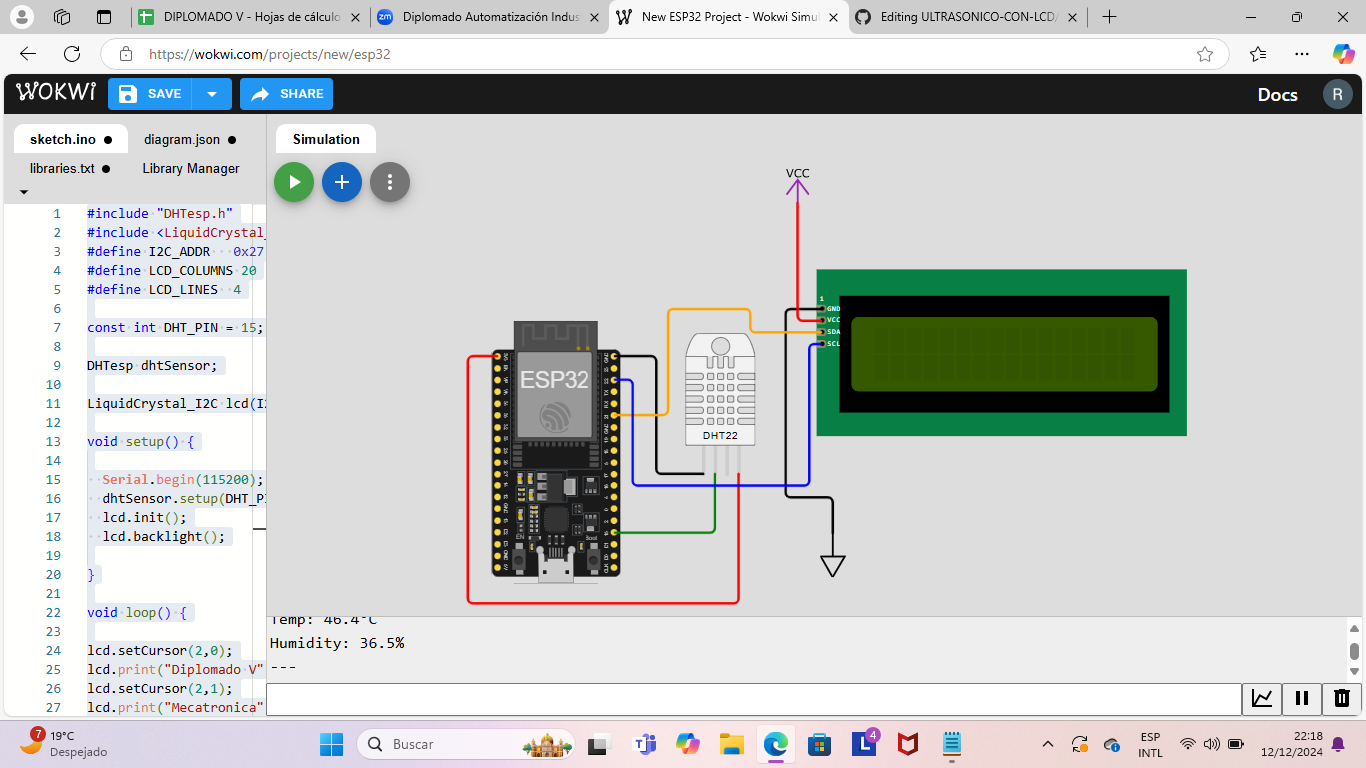 DIPLOMADO V - Hojas de cálculo
Diplomado Automatización Indus
New ESP32 Project - Wokwi Simul
Editing ULTRASONICO-CON-LCD/
https://wokwi.com/projects/new/esp32
WOKWI
SAVE
SHARE
Docs
R
sketch.ino
diagram.json
libraries.txt
Library Manager
Simulation
1 #include "DHTesp.h"
2 #include <LiquidCrystal_
3 #define I2C_ADDR 0x27
4 #define LCD_COLUMNS 20
5 #define LCD_LINES 4
6
7 const int DHT_PIN = 15;
8
9 DHTesp dhtSensor;
10
11 LiquidCrystal_I2C lcd(I2
12
13 void setup() {
14
15 Serial.begin(115200);
16 dhtSensor.setup(DHT_P
17 lcd.init();
18 lcd.backlight();
19
20 }
21
22 void loop() {
23
24 lcd.setCursor(2,0);
25 lcd.print("Diplomado V"
26 lcd.setCursor(2,1);
27 lcd.print("Mecatronica"
VCC
1
GND
VCC
SDA
SCL
ESP32
EN
Boot
DHT22
Temp: 46.4°C
Humidity: 36.5%
---
7
19°C
Despejado
Buscar
4
ESP
INTL
22:18
12/12/2024